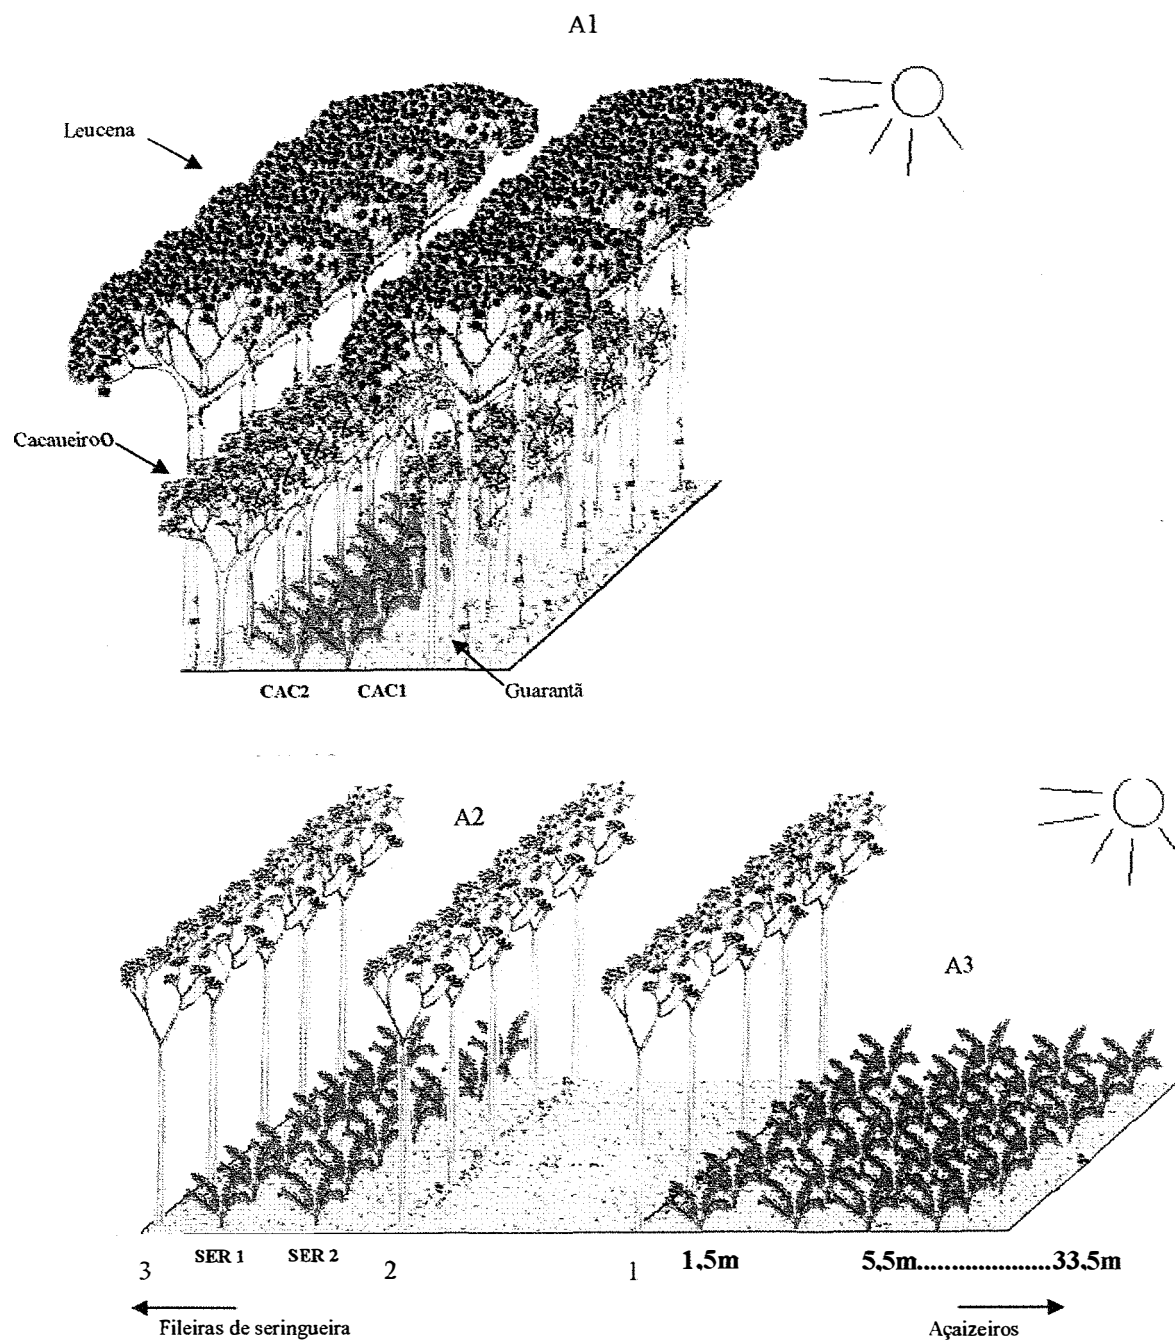 A1
Leucena
Cacaueiroo
CAC2 CAC1 Guarantã
A2
A3
3 SER 1 SER 2 2 1 1,5m 5,5m......................33,5m
Fileiras de seringueira Açaizeiros